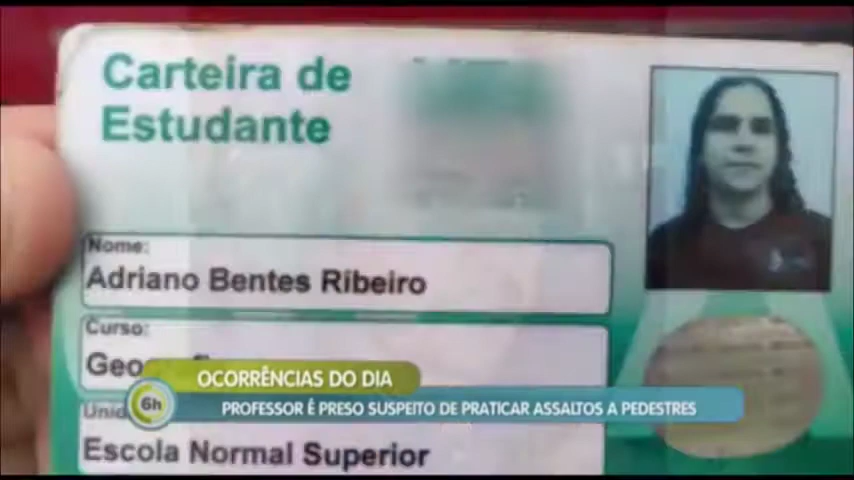 Carteira de
Estudante
Nome:
Adriano Bentes Ribeiro
Curso:
OCORRÊNCIAS DO DIA
6h
PROFESSOR É PRESO SUSPEITO DE PRATICAR ASSALTOS A PEDESTRES
Escola Normal Superior